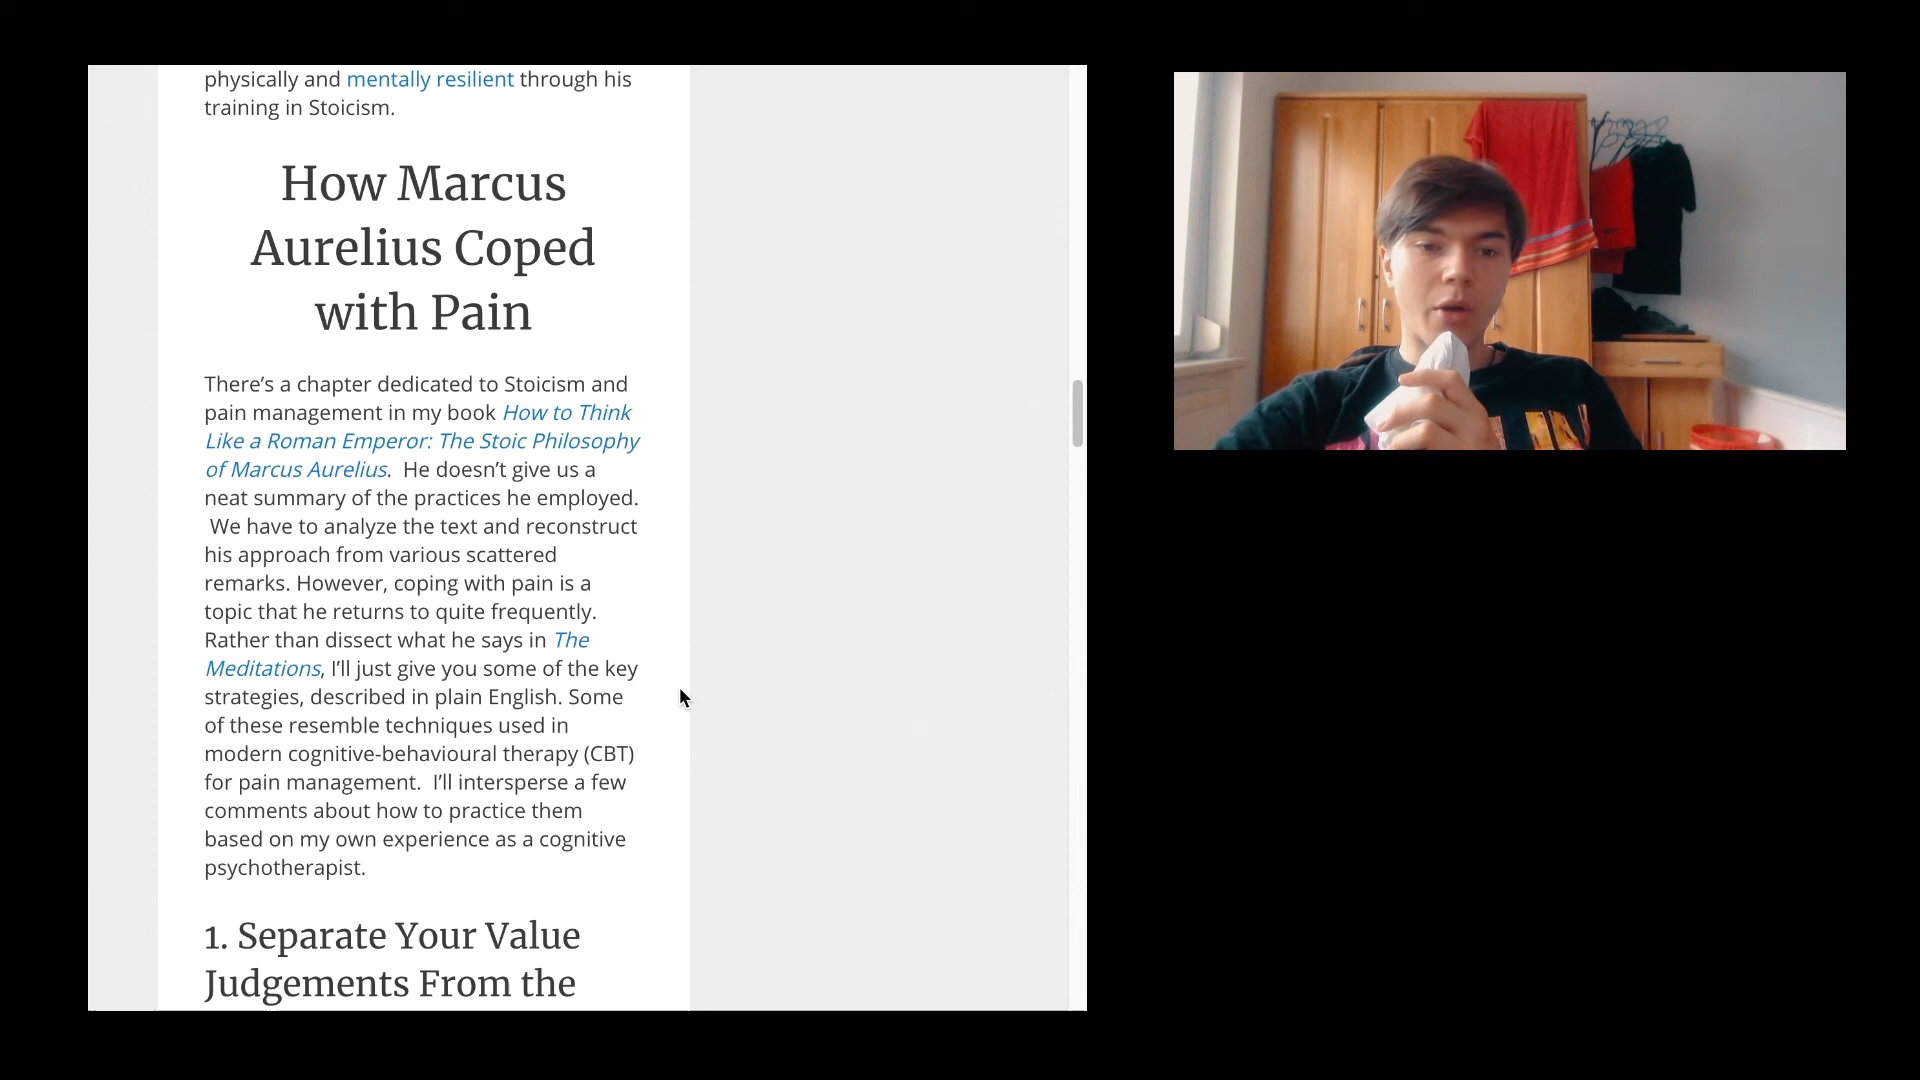 physically and mentally resilient through his
training in Stoicism.
How Marcus
Aurelius Coped
with Pain
There’s a chapter dedicated to Stoicism and
pain management in my book How to Think
Like a Roman Emperor: The Stoic Philosophy
of Marcus Aurelius.  He doesn’t give us a
neat summary of the practices he employed.
We have to analyze the text and reconstruct
his approach from various scattered
remarks. However, coping with pain is a
topic that he returns to quite frequently.
Rather than dissect what he says in The
Meditations, I’ll just give you some of the key
strategies, described in plain English. Some
of these resemble techniques used in
modern cognitive-behavioural therapy (CBT)
for pain management.  I’ll intersperse a few
comments about how to practice them
based on my own experience as a cognitive
psychotherapist.
1. Separate Your Value
Judgements From the